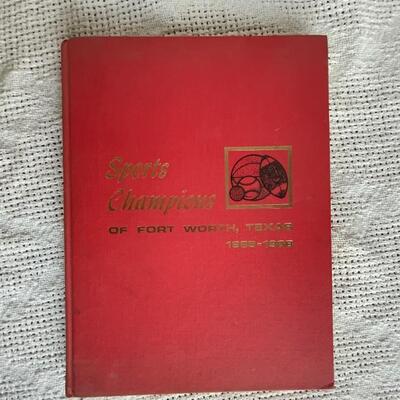 Sports
Champions
OF FORT WORTH, TEXAS